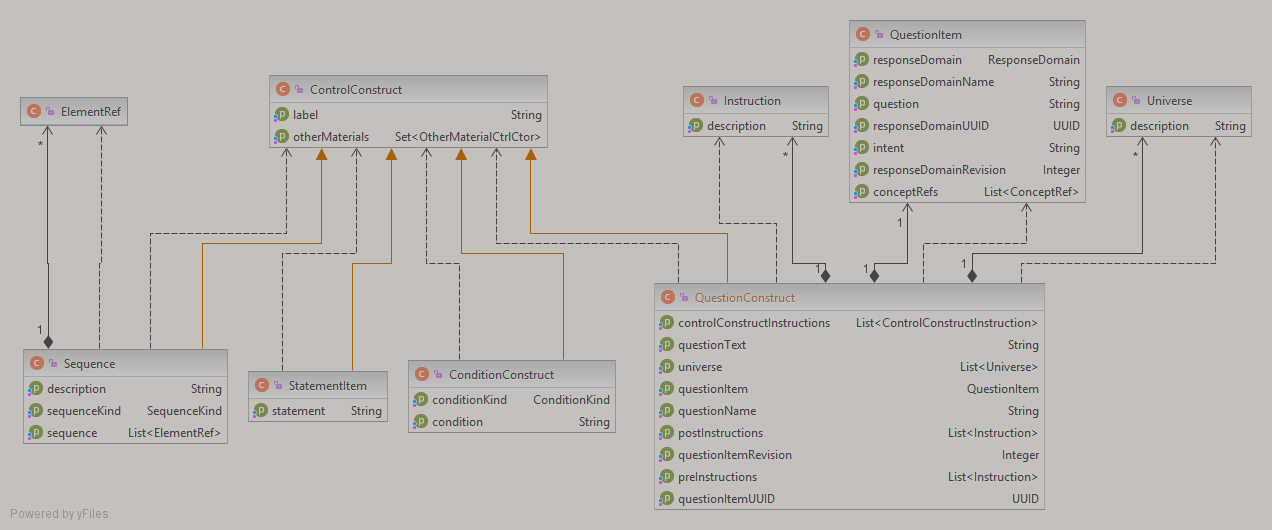 ElementRef
*
1
C ControlConstruct
p label String
p otherMaterials Set<OtherMaterialCtrlCtor>
C Instruction
p description String
*
1
C QuestionItem
p responseDomain ResponseDomain
p responseDomainName String
p question String
p responseDomainUUID UUID
p intent String
p responseDomainRevision Integer
p conceptRefs List<ConceptRef>
1
1
C Universe
p description String
*
1
C Sequence
p description String
p sequenceKind SequenceKind
p sequence List<ElementRef>
C StatementItem
p statement String
C ConditionConstruct
p conditionKind ConditionKind
p condition String
C QuestionConstruct
p controlConstructInstructions List<ControlConstructInstruction>
p questionText String
p universe List<Universe>
p questionItem QuestionItem
p questionName String
p postInstructions List<Instruction>
p questionItemRevision Integer
p preInstructions List<Instruction>
p questionItemUUID UUID
Powered by yFiles